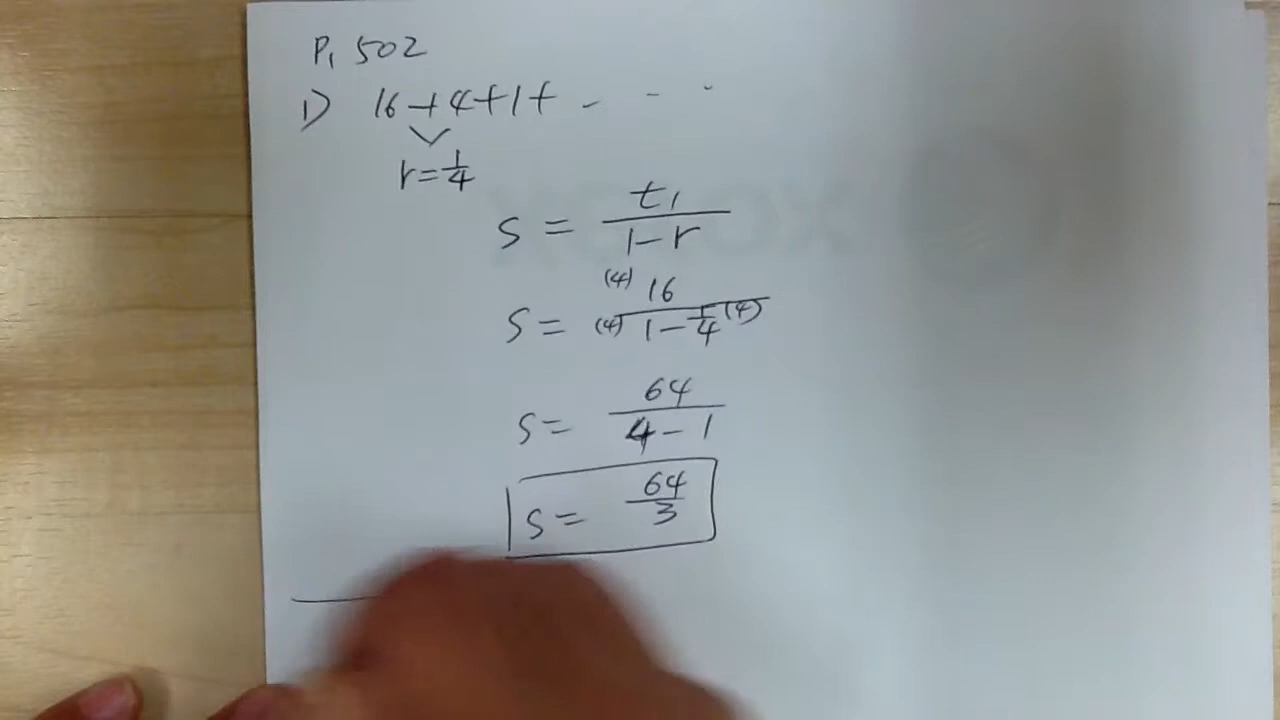 P. 502
1) 16+4+1+ - - -
r=1/4
S = t1/(1-r)
S = (4) 16 / (4) 1 - 1/4 (4)
S = 64/(4-1)
S = 64/3